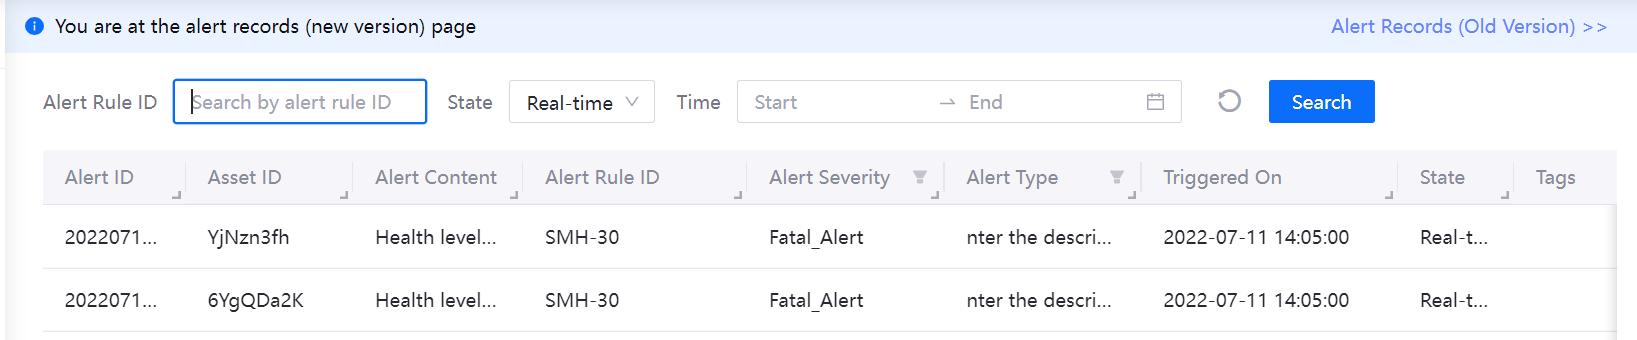 You are at the alert records (new version) page Alert Records (Old Version) >>
Alert Rule ID Search by alert rule ID State Real-time Time Start → End Search
Alert ID Asset ID Alert Content Alert Rule ID Alert Severity Alert Type Triggered On State Tags
2022071... YjNzn3fh Health level... SMH-30 Fatal_Alert nter the descri... 2022-07-11 14:05:00 Real-t...
2022071... 6YgQDa2K Health level... SMH-30 Fatal_Alert nter the descri... 2022-07-11 14:05:00 Real-t...